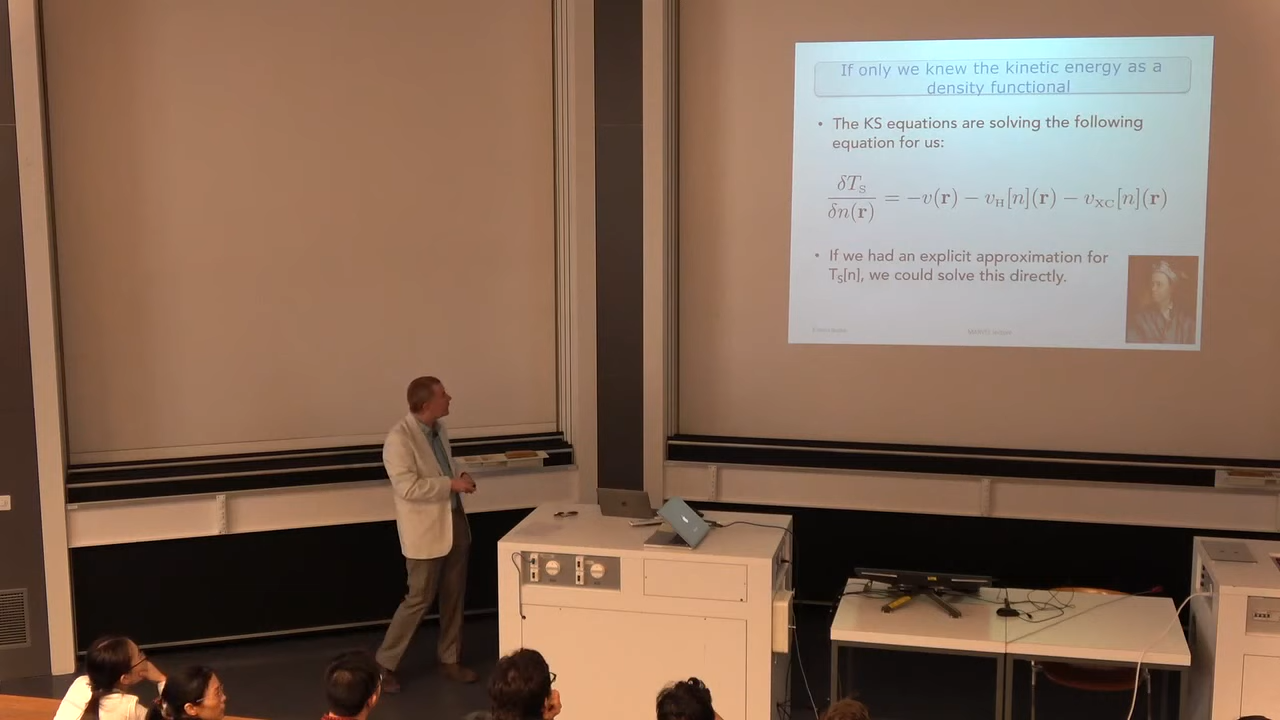 If only we knew the kinetic energy as a
density functional
• The KS equations are solving the following
equation for us:
δT_S/δn(r) = −v(r) − v_H[n](r) − v_XC[n](r)
• If we had an explicit approximation for
T_S[n], we could solve this directly.